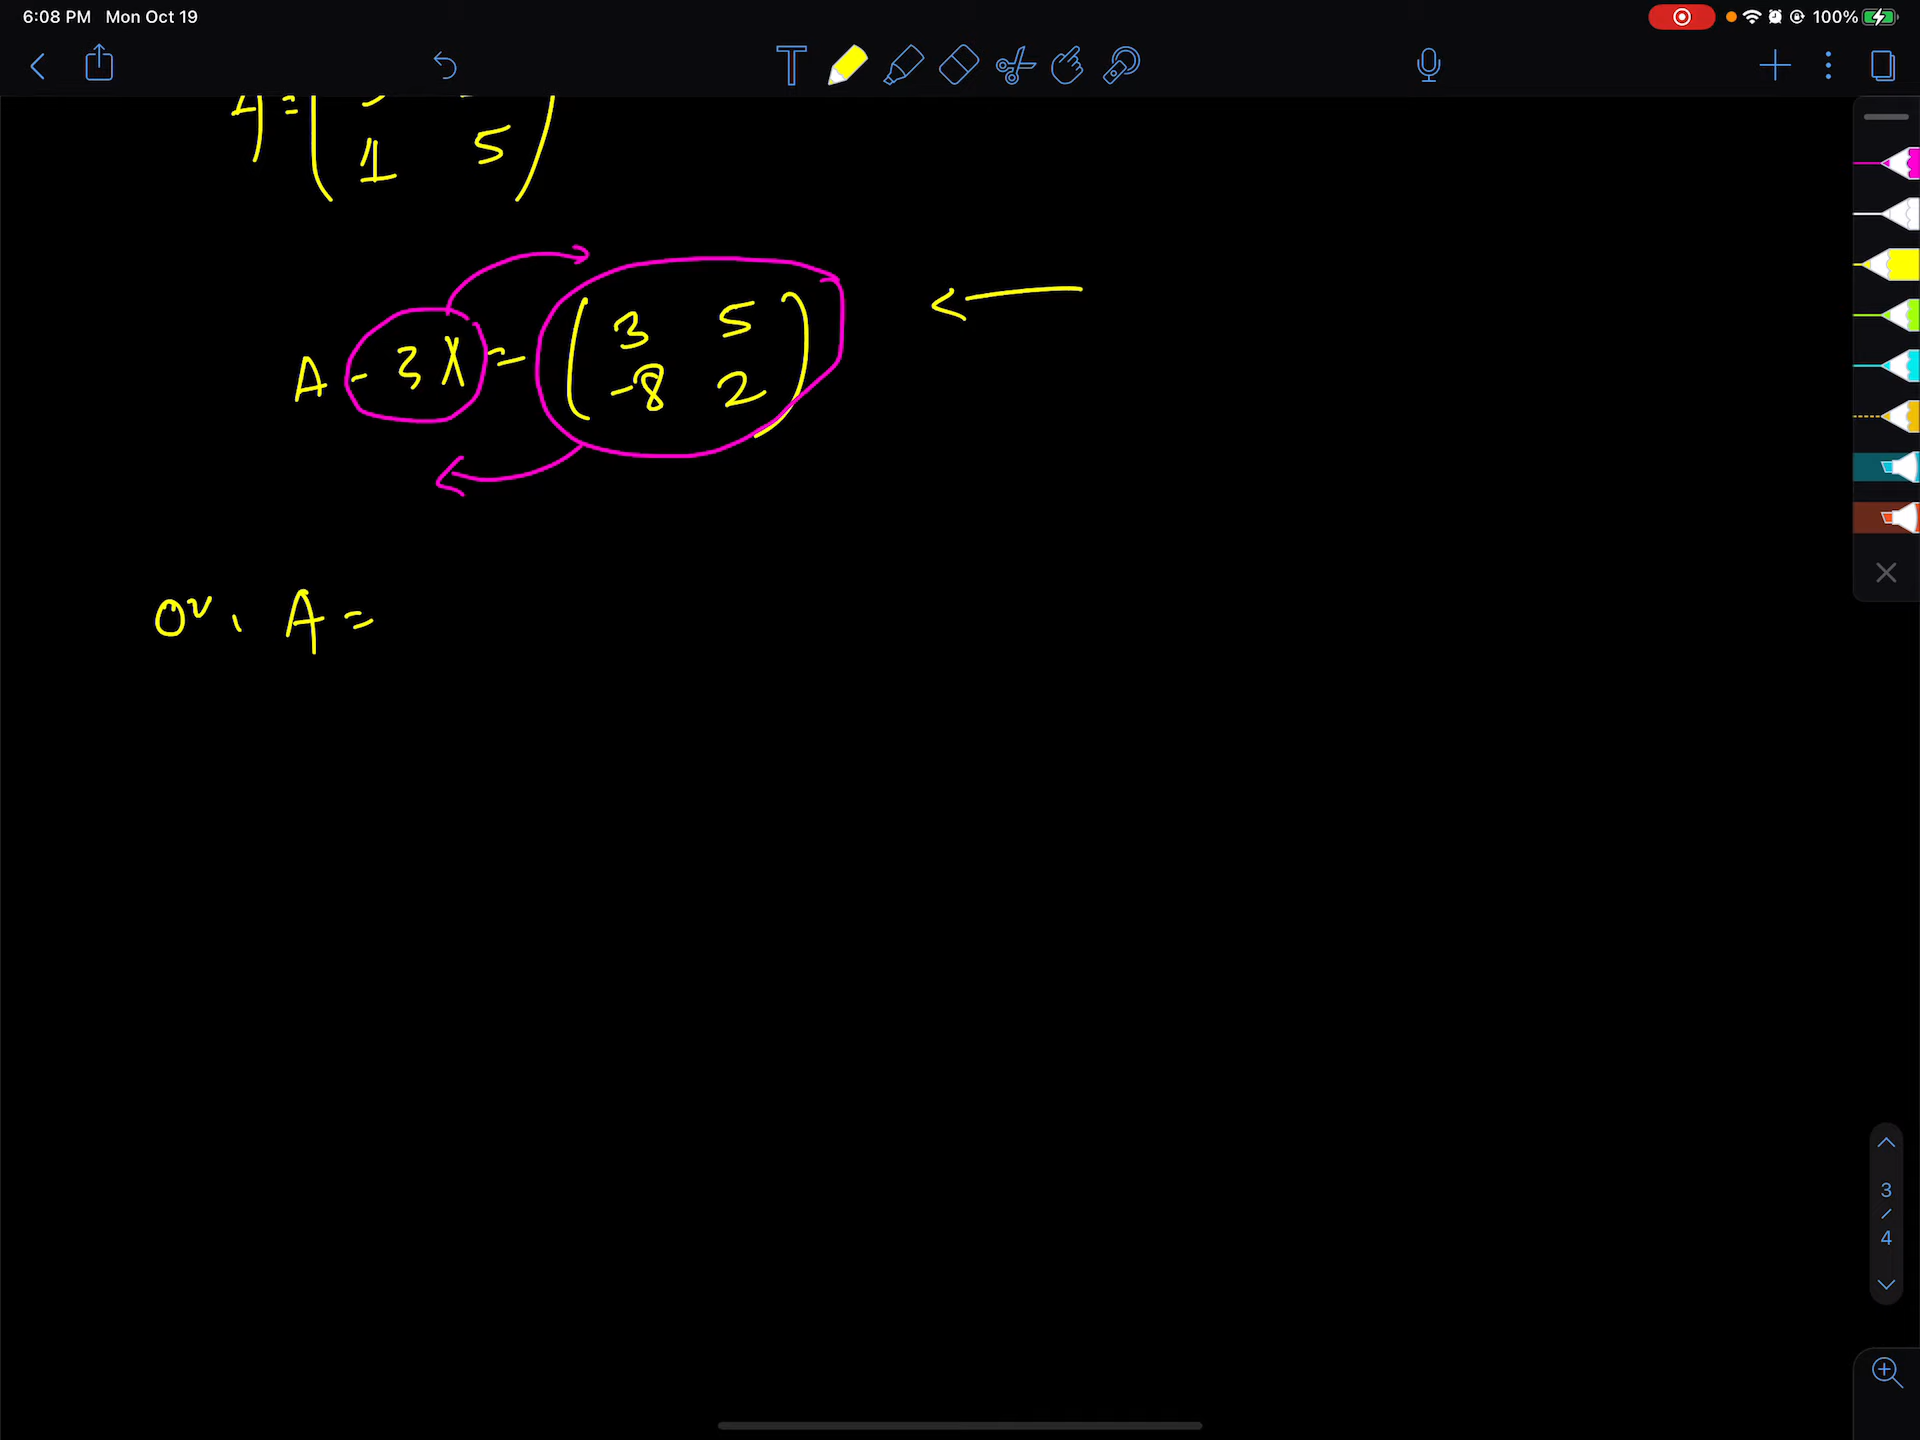 6:08 PM Mon Oct 19
100%
T
A = (
1 5 )
A - 3X = ( 3 5
-8 2 )
Or, A =
3
/
4